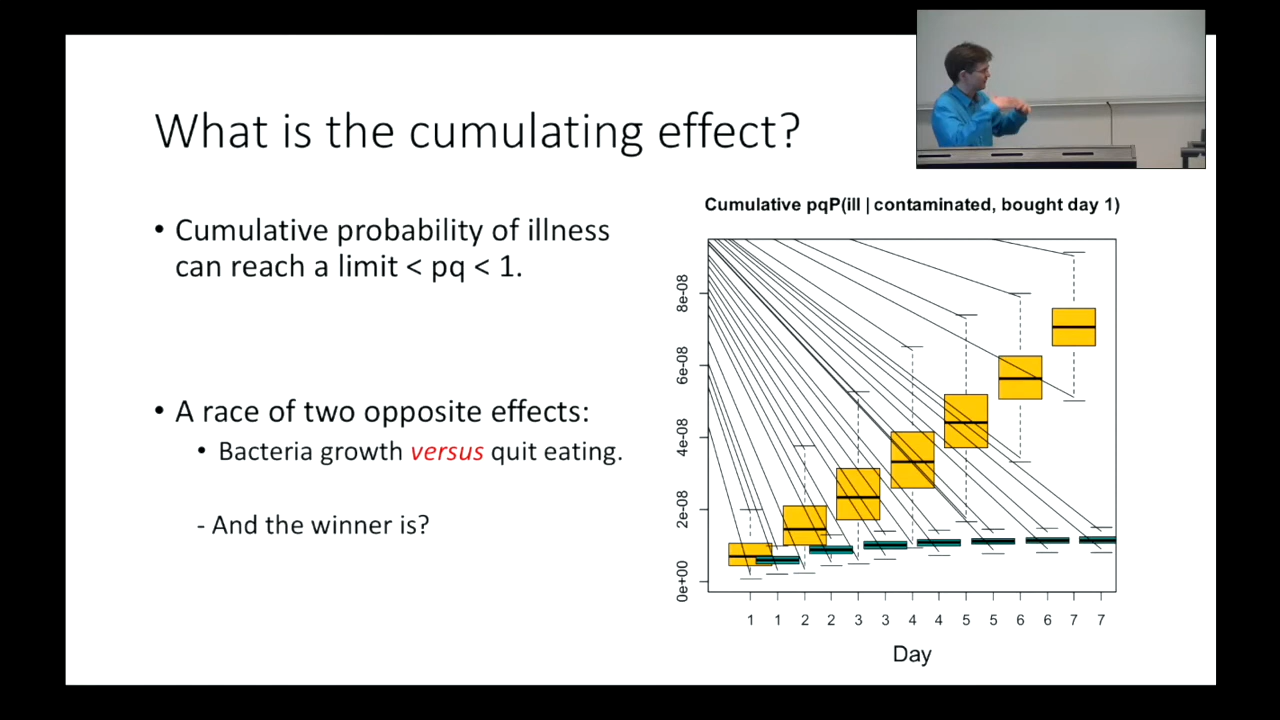 What is the cumulating effect?
• Cumulative probability of illness
can reach a limit < pq < 1.
• A race of two opposite effects:
• Bacteria growth versus quit eating.
- And the winner is?
Cumulative pqP(ill | contaminated, bought day 1)
8e-08
6e-08
4e-08
2e-08
0e+00
1 1 2 2 3 3 4 4 5 5 6 6 7 7
Day